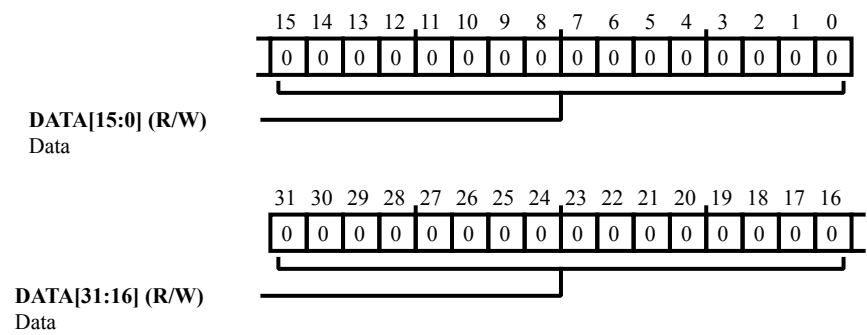 15 14 13 12 11 10 9 8 7 6 5 4 3 2 1 0
0 0 0 0 0 0 0 0 0 0 0 0 0 0 0 0
DATA[15:0] (R/W)
Data
31 30 29 28 27 26 25 24 23 22 21 20 19 18 17 16
0 0 0 0 0 0 0 0 0 0 0 0 0 0 0 0
DATA[31:16] (R/W)
Data